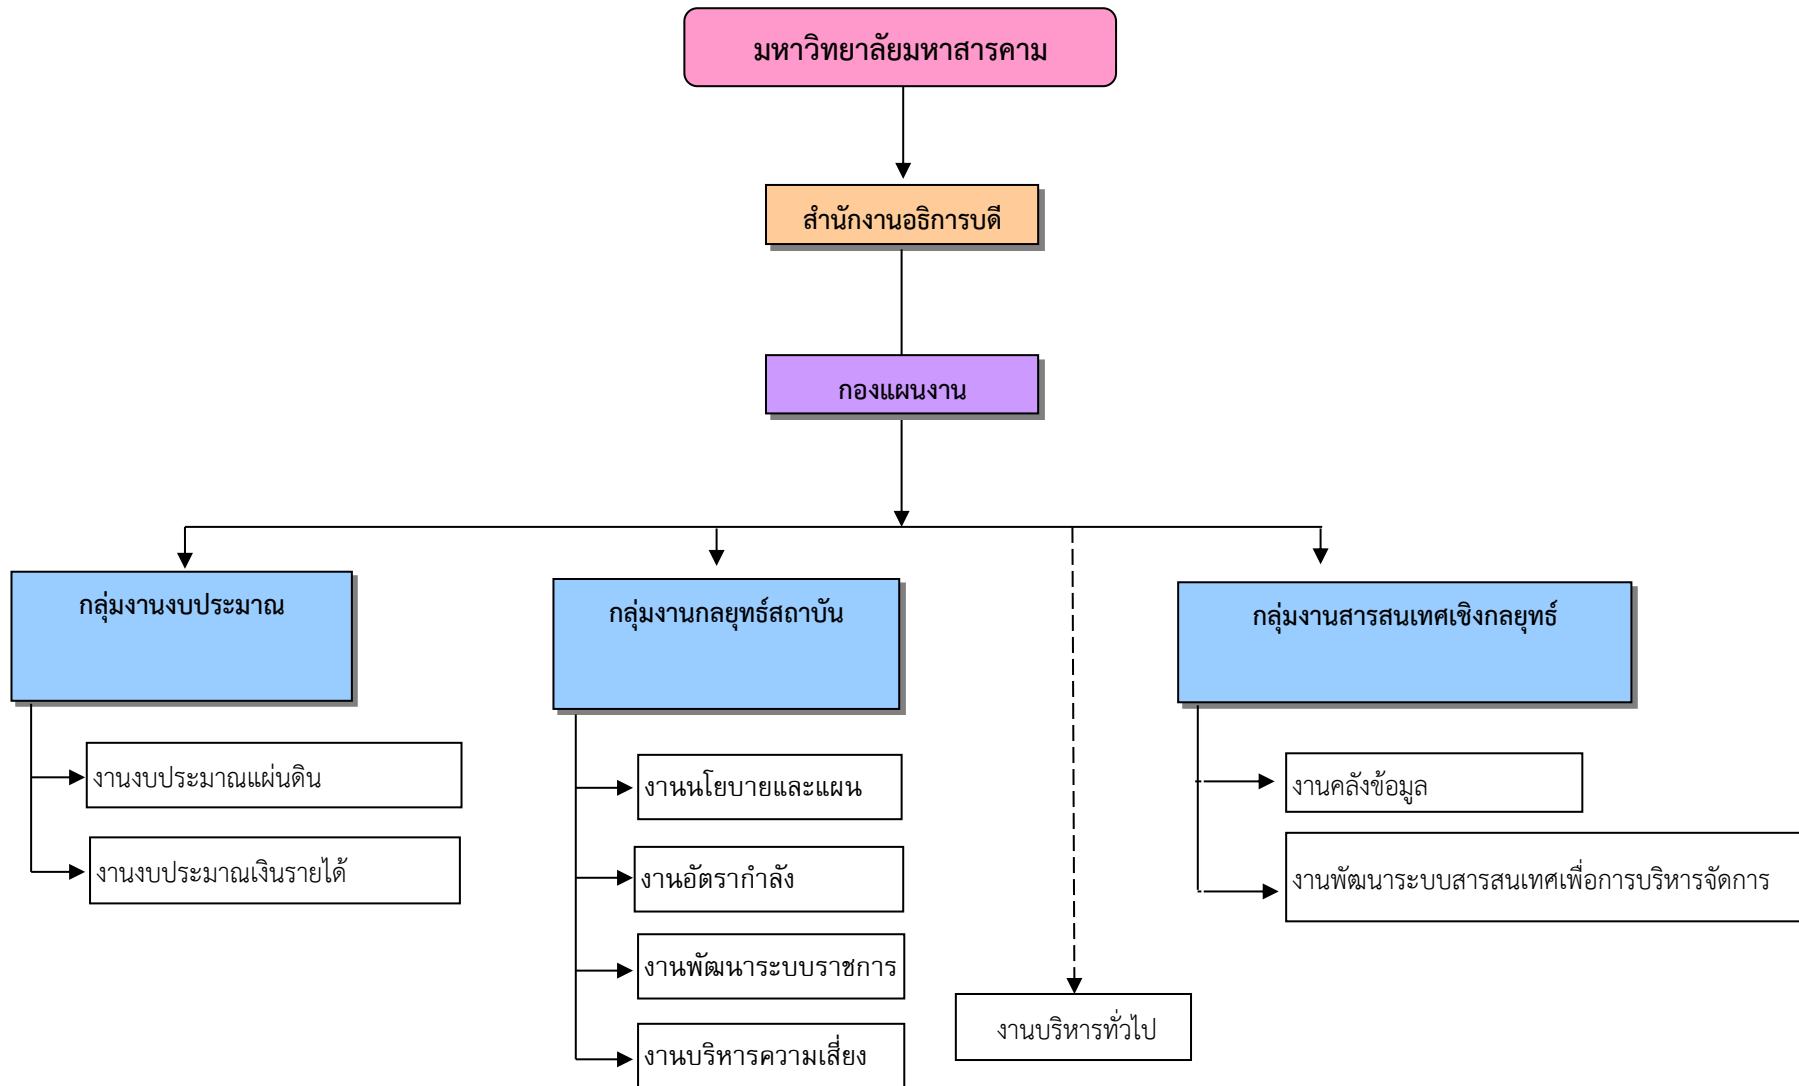 มหาวิทยาลัยมหาสารคาม
สำนักงานอธิการบดี
กองแผนงาน
กลุ่มงานงบประมาณ
งานงบประมาณแผ่นดิน
งานงบประมาณเงินรายได้
กลุ่มงานกลยุทธ์สถาบัน
งานนโยบายและแผน
งานอัตรากำลัง
งานพัฒนาระบบราชการ
งานบริหารความเสี่ยง
งานบริหารทั่วไป
กลุ่มงานสารสนเทศเชิงกลยุทธ์
งานคลังข้อมูล
งานพัฒนาระบบสารสนเทศเพื่อการบริหารจัดการ